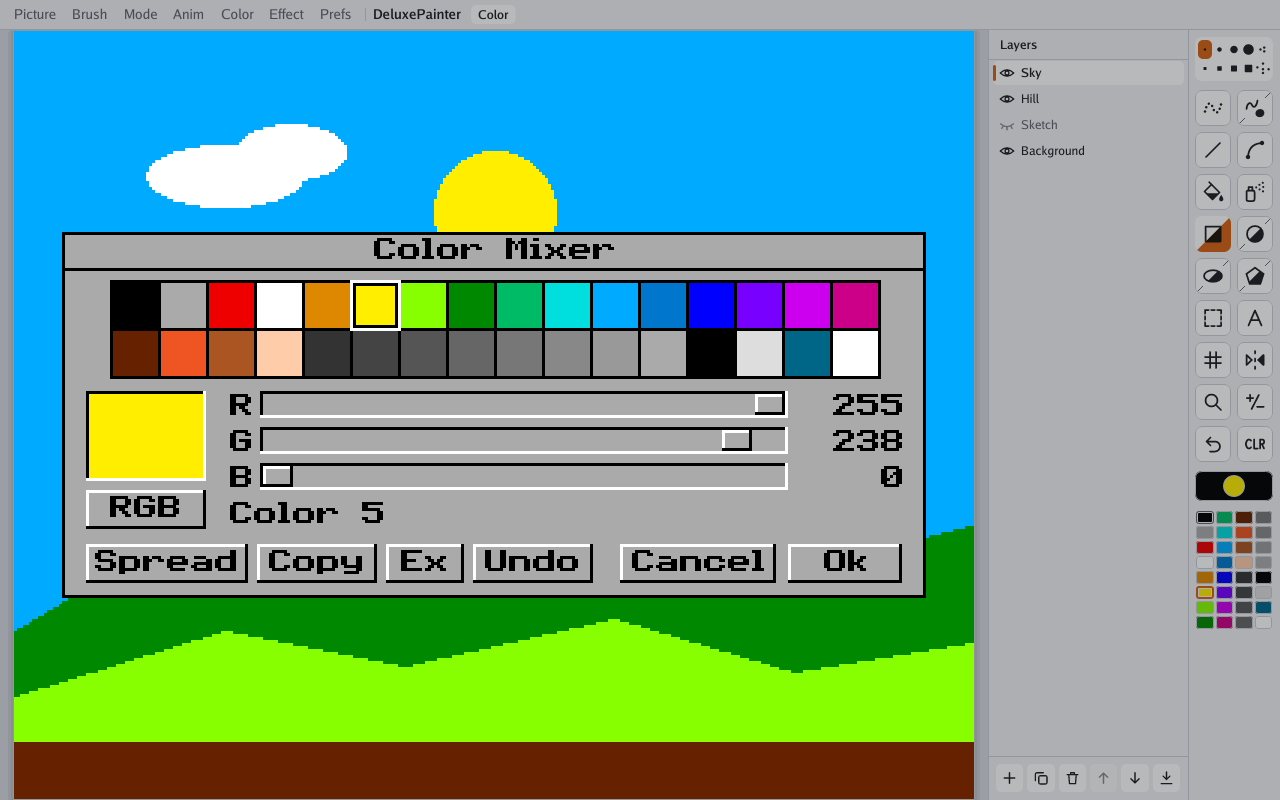 Picture Brush Mode Anim Color Effect Prefs DeluxePainter Color
Layers
Sky
Hill
Sketch
Background
Color Mixer
R 255
G 238
B 0
RGB Color 5
Spread Copy Ex Undo Cancel Ok
A
+/-
CLR